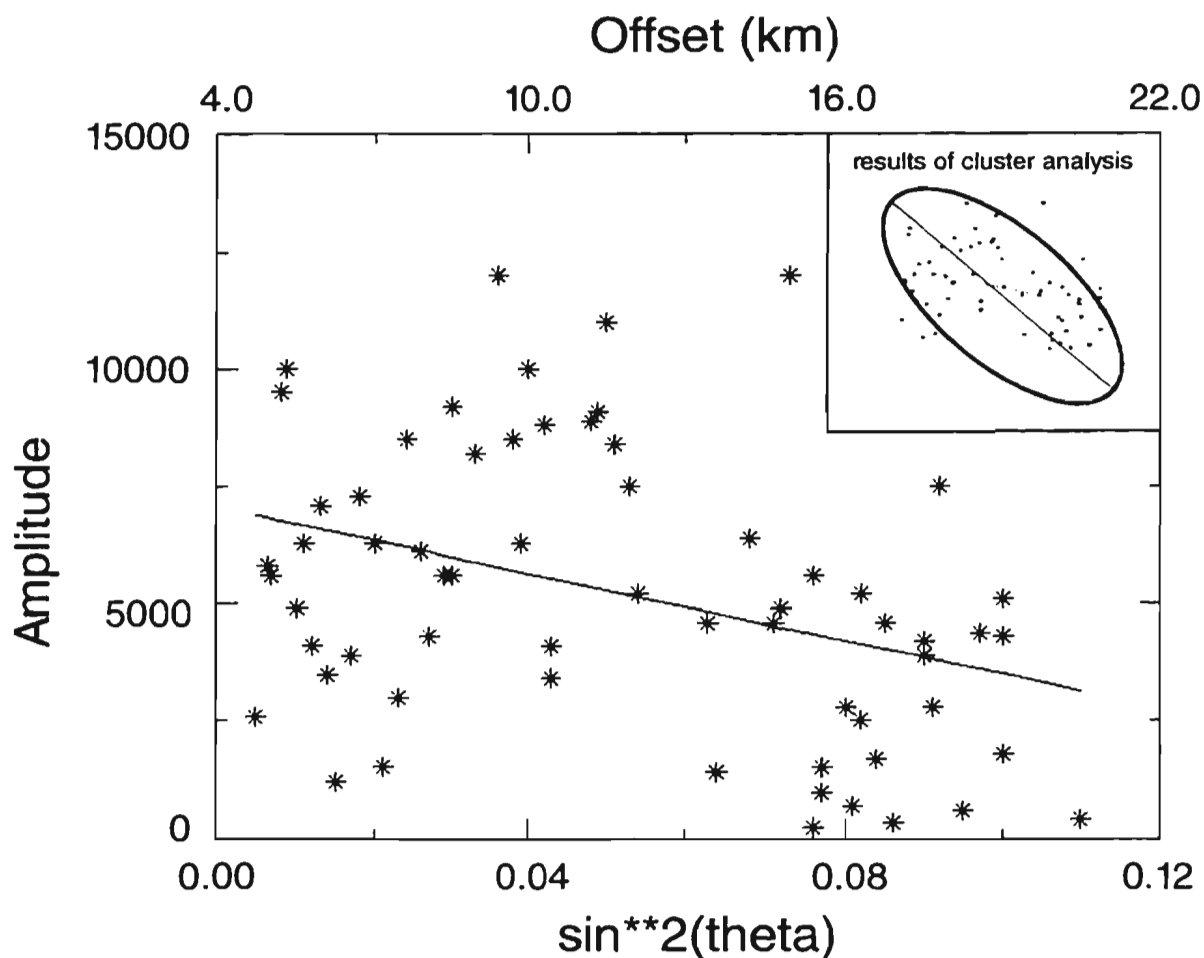 Offset (km)
4.0 10.0 16.0 22.0
15000
results of cluster analysis
10000
Amplitude
5000
0
0.00 0.04 0.08 0.12
sin**2(theta)